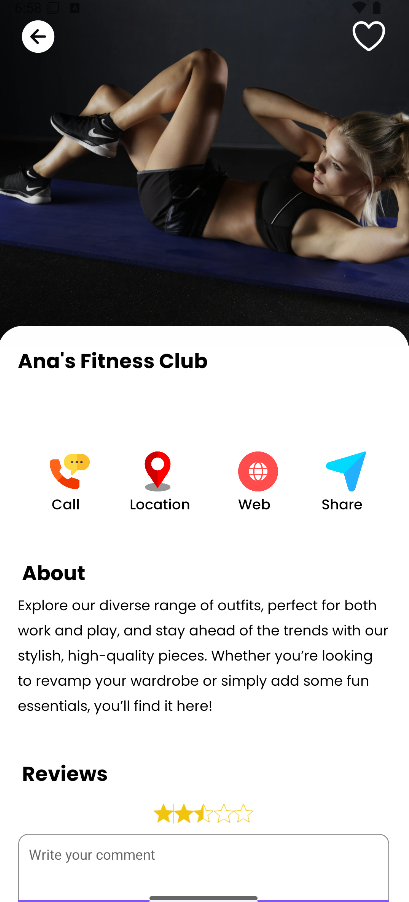 6:58
Ana's Fitness Club
Call
Location
Web
Share
About
Explore our diverse range of outfits, perfect for both
work and play, and stay ahead of the trends with our
stylish, high-quality pieces. Whether you're looking
to revamp your wardrobe or simply add some fun
essentials, you'll find it here!
Reviews
Write your comment